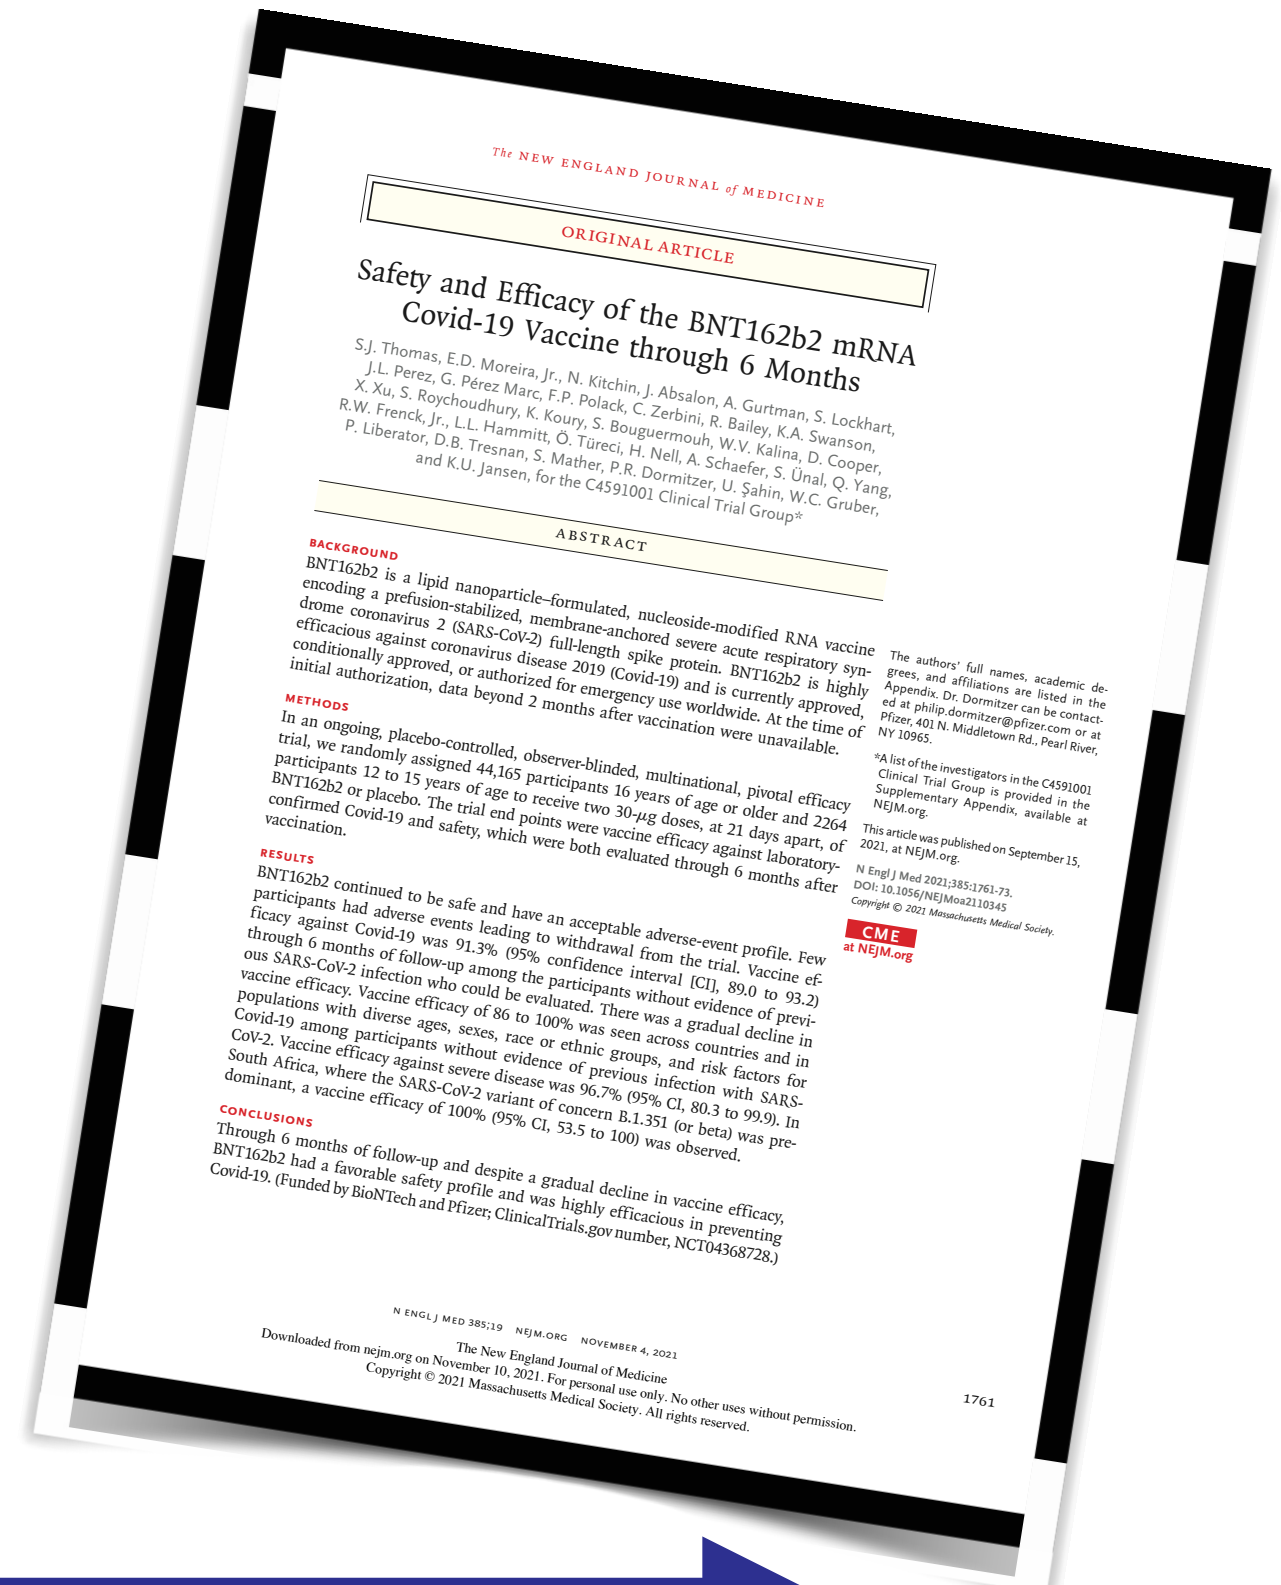 The NEW ENGLAND JOURNAL of MEDICINE
ORIGINAL ARTICLE
Safety and Efficacy of the BNT162b2 mRNA
Covid-19 Vaccine through 6 Months
S.J. Thomas, E.D. Moreira, Jr., N. Kitchin, J. Absalon, A. Gurtman, S. Lockhart,
J.L. Perez, G. Pérez Marc, F.P. Polack, C. Zerbini, R. Bailey, K.A. Swanson,
X. Xu, S. Roychoudhury, K. Koury, S. Bouguermouh, W.V. Kalina, D. Cooper,
R.W. Frenck, Jr., L.L. Hammitt, Ö. Türeci, H. Nell, A. Schaefer, S. Ünal, Q. Yang,
P. Liberator, D.B. Tresnan, S. Mather, P.R. Dormitzer, U. Şahin, W.C. Gruber,
and K.U. Jansen, for the C4591001 Clinical Trial Group*
ABSTRACT
BACKGROUND
BNT162b2 is a lipid nanoparticle–formulated, nucleoside-modified RNA vaccine
encoding a prefusion-stabilized, membrane-anchored severe acute respiratory syn-
drome coronavirus 2 (SARS-CoV-2) full-length spike protein. BNT162b2 is highly
efficacious against coronavirus disease 2019 (Covid-19) and is currently approved,
conditionally approved, or authorized for emergency use worldwide. At the time of
initial authorization, data beyond 2 months after vaccination were unavailable.
METHODS
In an ongoing, placebo-controlled, observer-blinded, multinational, pivotal efficacy
trial, we randomly assigned 44,165 participants 16 years of age or older and 2264
participants 12 to 15 years of age to receive two 30-μg doses, at 21 days apart, of
BNT162b2 or placebo. The trial end points were vaccine efficacy against laboratory-
confirmed Covid-19 and safety, which were both evaluated through 6 months after
vaccination.
RESULTS
BNT162b2 continued to be safe and have an acceptable adverse-event profile. Few
participants had adverse events leading to withdrawal from the trial. Vaccine ef-
ficacy against Covid-19 was 91.3% (95% confidence interval [CI], 89.0 to 93.2)
through 6 months of follow-up among the participants without evidence of previ-
ous SARS-CoV-2 infection who could be evaluated. There was a gradual decline in
vaccine efficacy. Vaccine efficacy of 86 to 100% was seen across countries and in
populations with diverse ages, sexes, race or ethnic groups, and risk factors for
Covid-19 among participants without evidence of previous infection with SARS-
CoV-2. Vaccine efficacy against severe disease was 96.7% (95% CI, 80.3 to 99.9). In
South Africa, where the SARS-CoV-2 variant of concern B.1.351 (or beta) was pre-
dominant, a vaccine efficacy of 100% (95% CI, 53.5 to 100) was observed.
CONCLUSIONS
Through 6 months of follow-up and despite a gradual decline in vaccine efficacy,
BNT162b2 had a favorable safety profile and was highly efficacious in preventing
Covid-19. (Funded by BioNTech and Pfizer; ClinicalTrials.gov number, NCT04368728.)
The authors' full names, academic de-
grees, and affiliations are listed in the
Appendix. Dr. Dormitzer can be contact-
ed at philip.dormitzer@pfizer.com or at
Pfizer, 401 N. Middletown Rd., Pearl River,
NY 10965.
*A list of the investigators in the C4591001
Clinical Trial Group is provided in the
Supplementary Appendix, available at
NEJM.org.
This article was published on September 15,
2021, at NEJM.org.
N Engl J Med 2021;385:1761-73.
DOI: 10.1056/NEJMoa2110345
Copyright © 2021 Massachusetts Medical Society.
CME
at NEJM.org
N ENGL J MED 385;19 NEJM.ORG NOVEMBER 4, 2021
1761
The New England Journal of Medicine
Downloaded from nejm.org on November 10, 2021. For personal use only. No other uses without permission.
Copyright © 2021 Massachusetts Medical Society. All rights reserved.